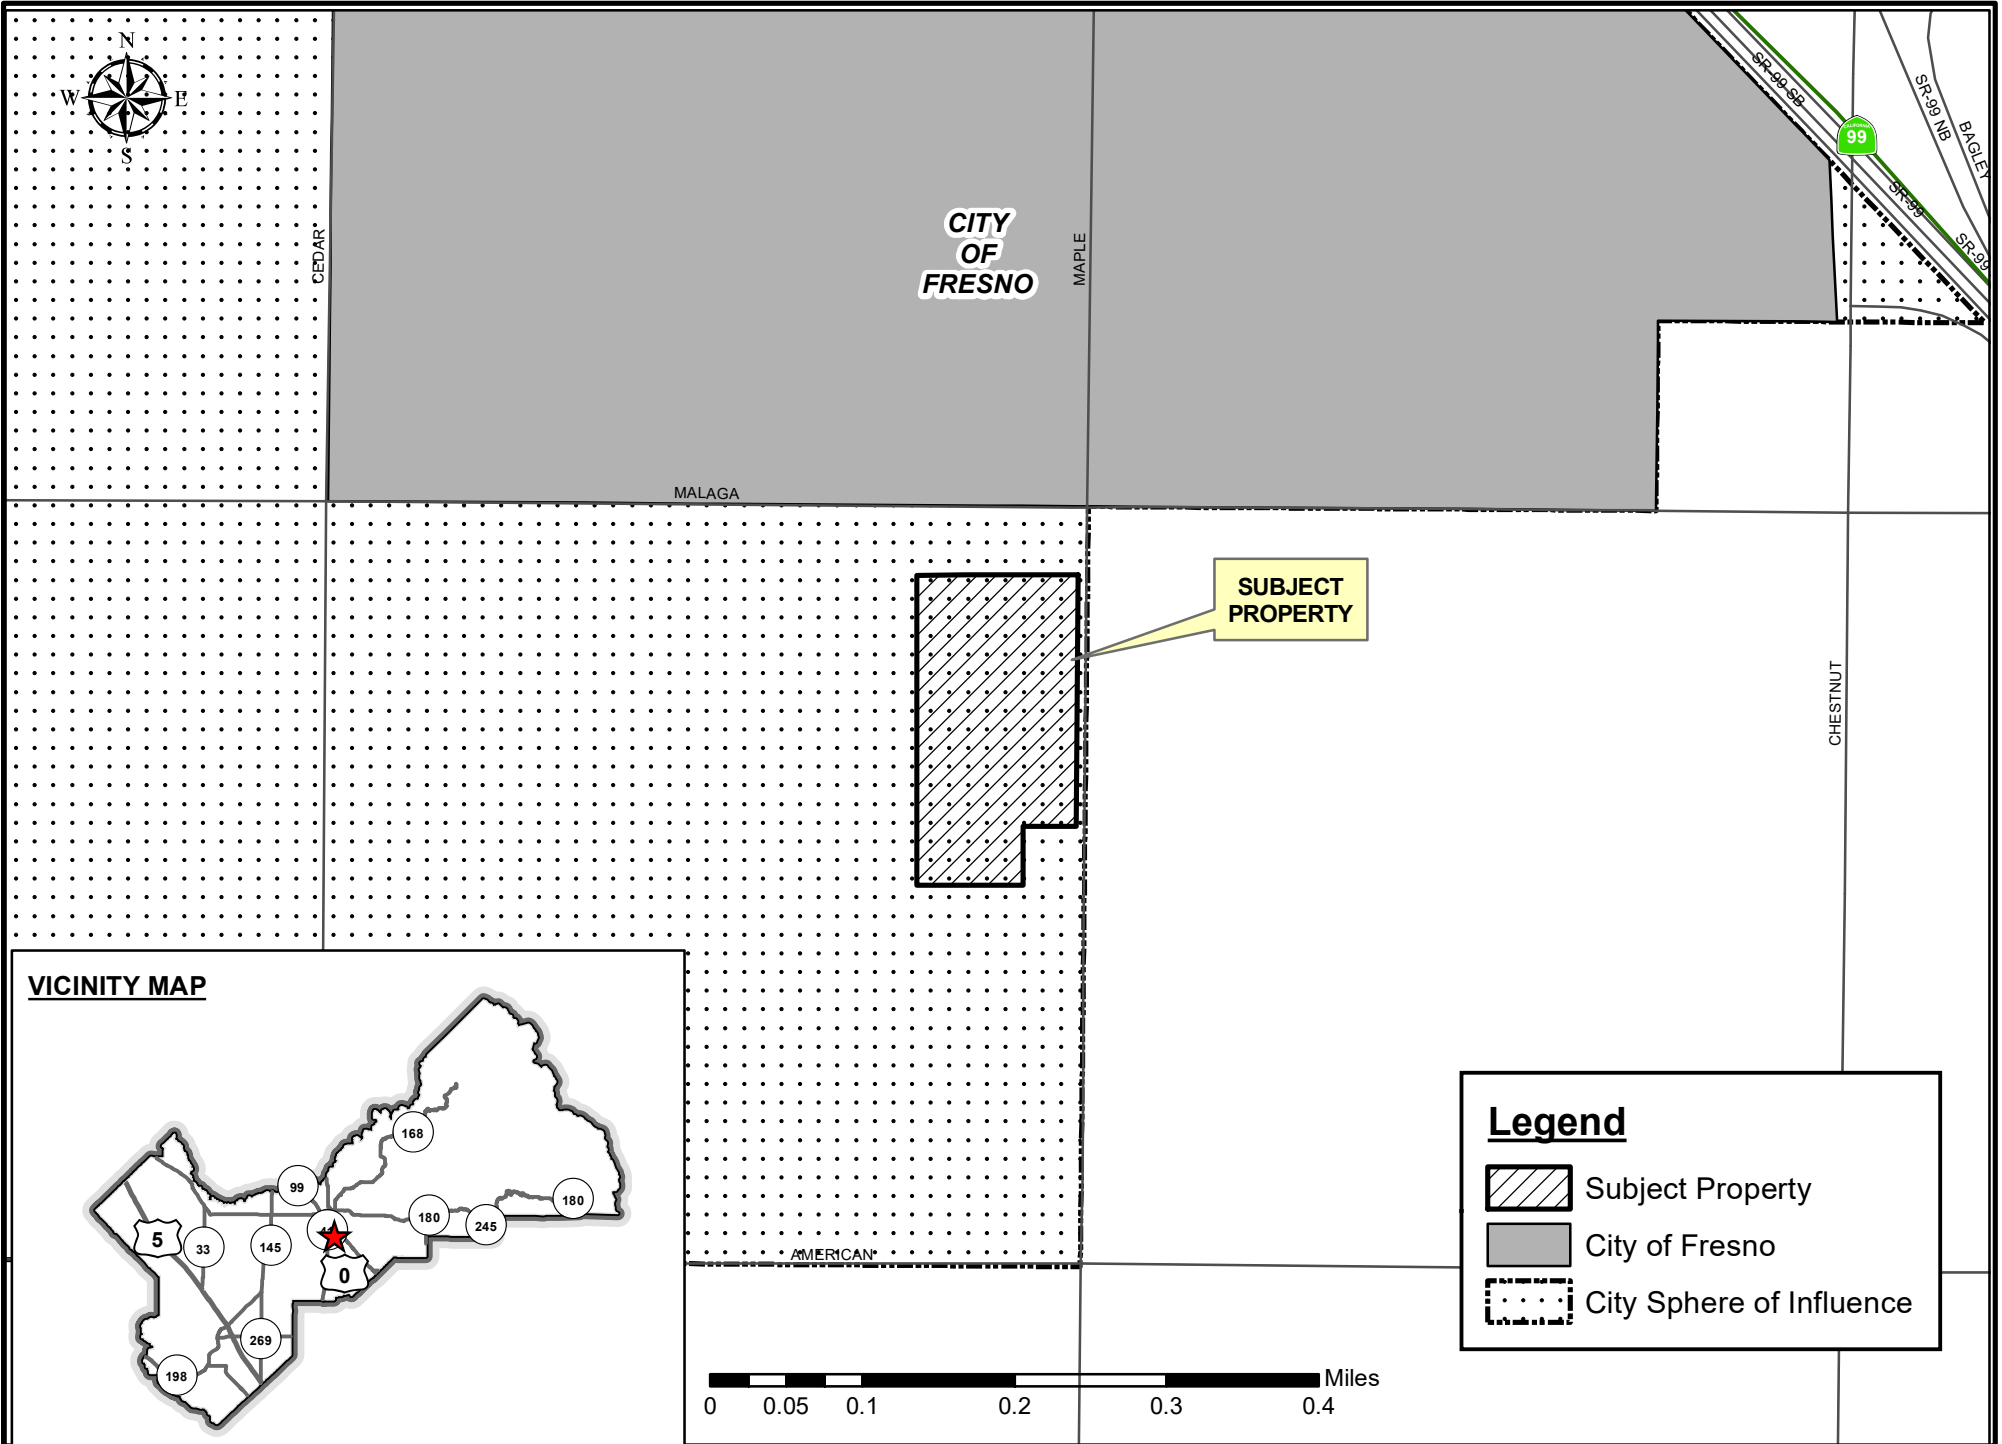 N
W E
S
CEDAR
CITY
OF
FRESNO
MAPLE
SR-99 SB
CALIFORNIA
99
SR-99 NB
BAGLEY
SR-99
SR-99
MALAGA
SUBJECT
PROPERTY
CHESTNUT
VICINITY MAP
168
99
180
180
245
5
33
145
0
269
198
AMERICAN
Legend
Subject Property
City of Fresno
City Sphere of Influence
Miles
0 0.05 0.1 0.2 0.3 0.4